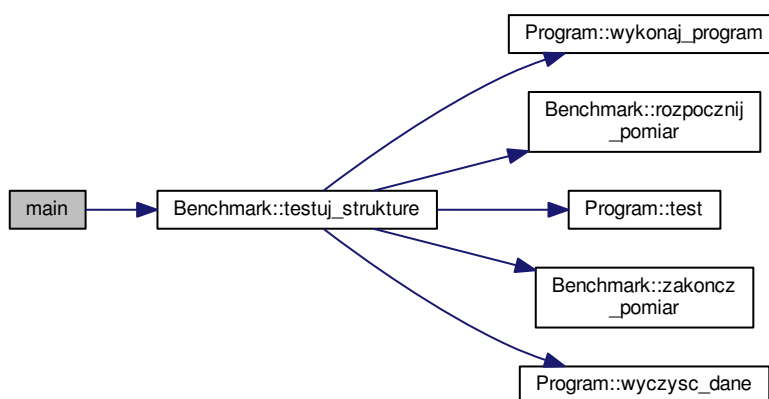 Program::wykonaj_program
Benchmark::rozpocznij
_pomiar
main
Benchmark::testuj_strukture
Program::test
Benchmark::zakoncz
_pomiar
Program::wyczysc_dane